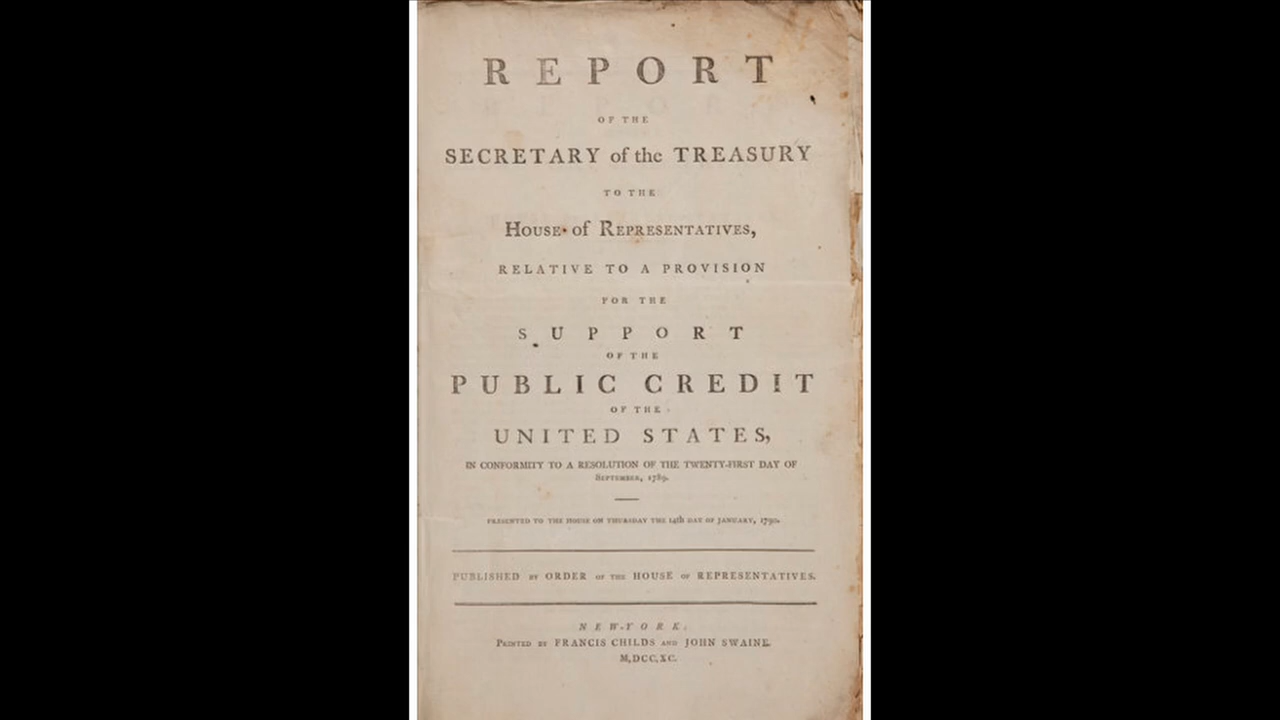 REPORT
OF THE
SECRETARY of the TREASURY
TO THE
HOUSE of REPRESENTATIVES,
RELATIVE TO A PROVISION
FOR THE
SUPPORT
OF THE
PUBLIC CREDIT
OF THE
UNITED STATES,
IN CONFORMITY TO A RESOLUTION OF THE TWENTY-FIRST DAY OF
SEPTEMBER, 1789.
PRESENTED TO THE HOUSE ON THURSDAY THE 14th DAY OF JANUARY, 1790.
PUBLISHED BY ORDER OF THE HOUSE OF REPRESENTATIVES.
NEW-YORK:
PRINTED BY FRANCIS CHILDS AND JOHN SWAINE.
M,DCC,XC.